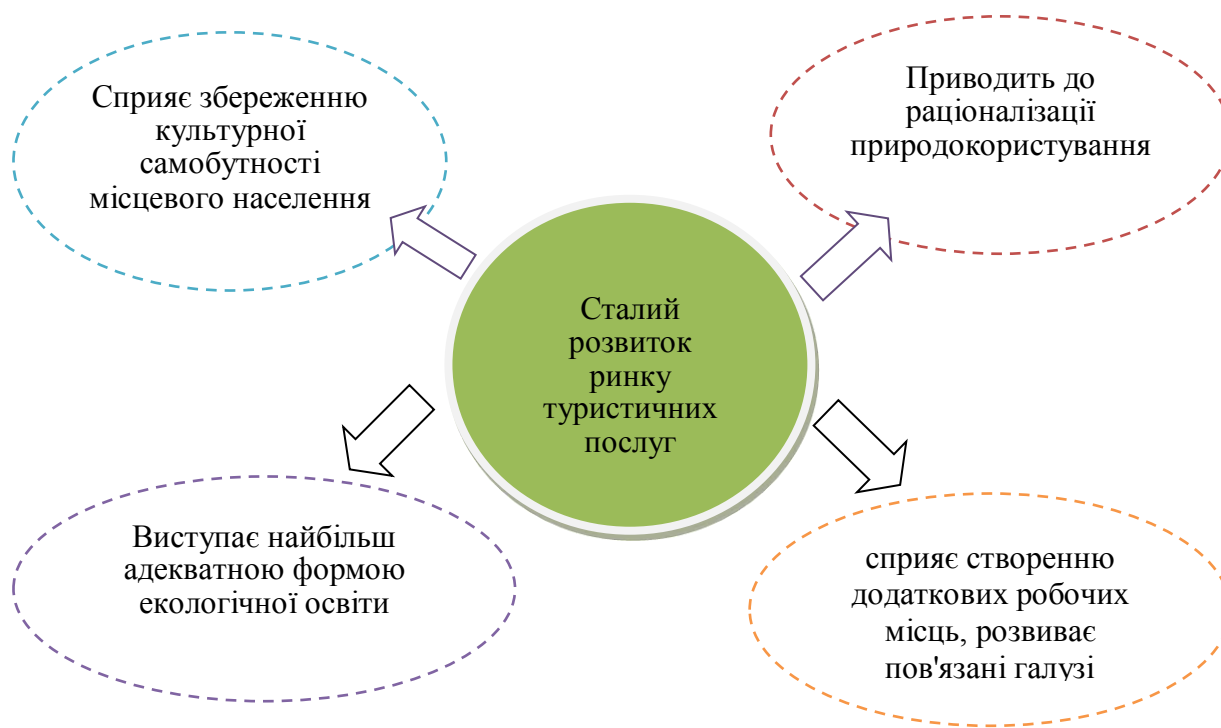 Сприяє збереженню
культурної
самобутності
місцевого населення
Приводить до
раціоналізації
природокористування
Сталий
розвиток
ринку
туристичних
послуг
Виступає найбільш
адекватною формою
екологічної освіти
сприяє створенню
додаткових робочих
місць, розвиває
пов'язані галузі